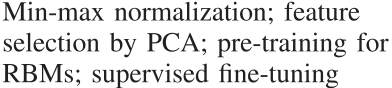 Min-max normalization; feature
selection by PCA; pre-training for
RBMs; supervised fine-tuning